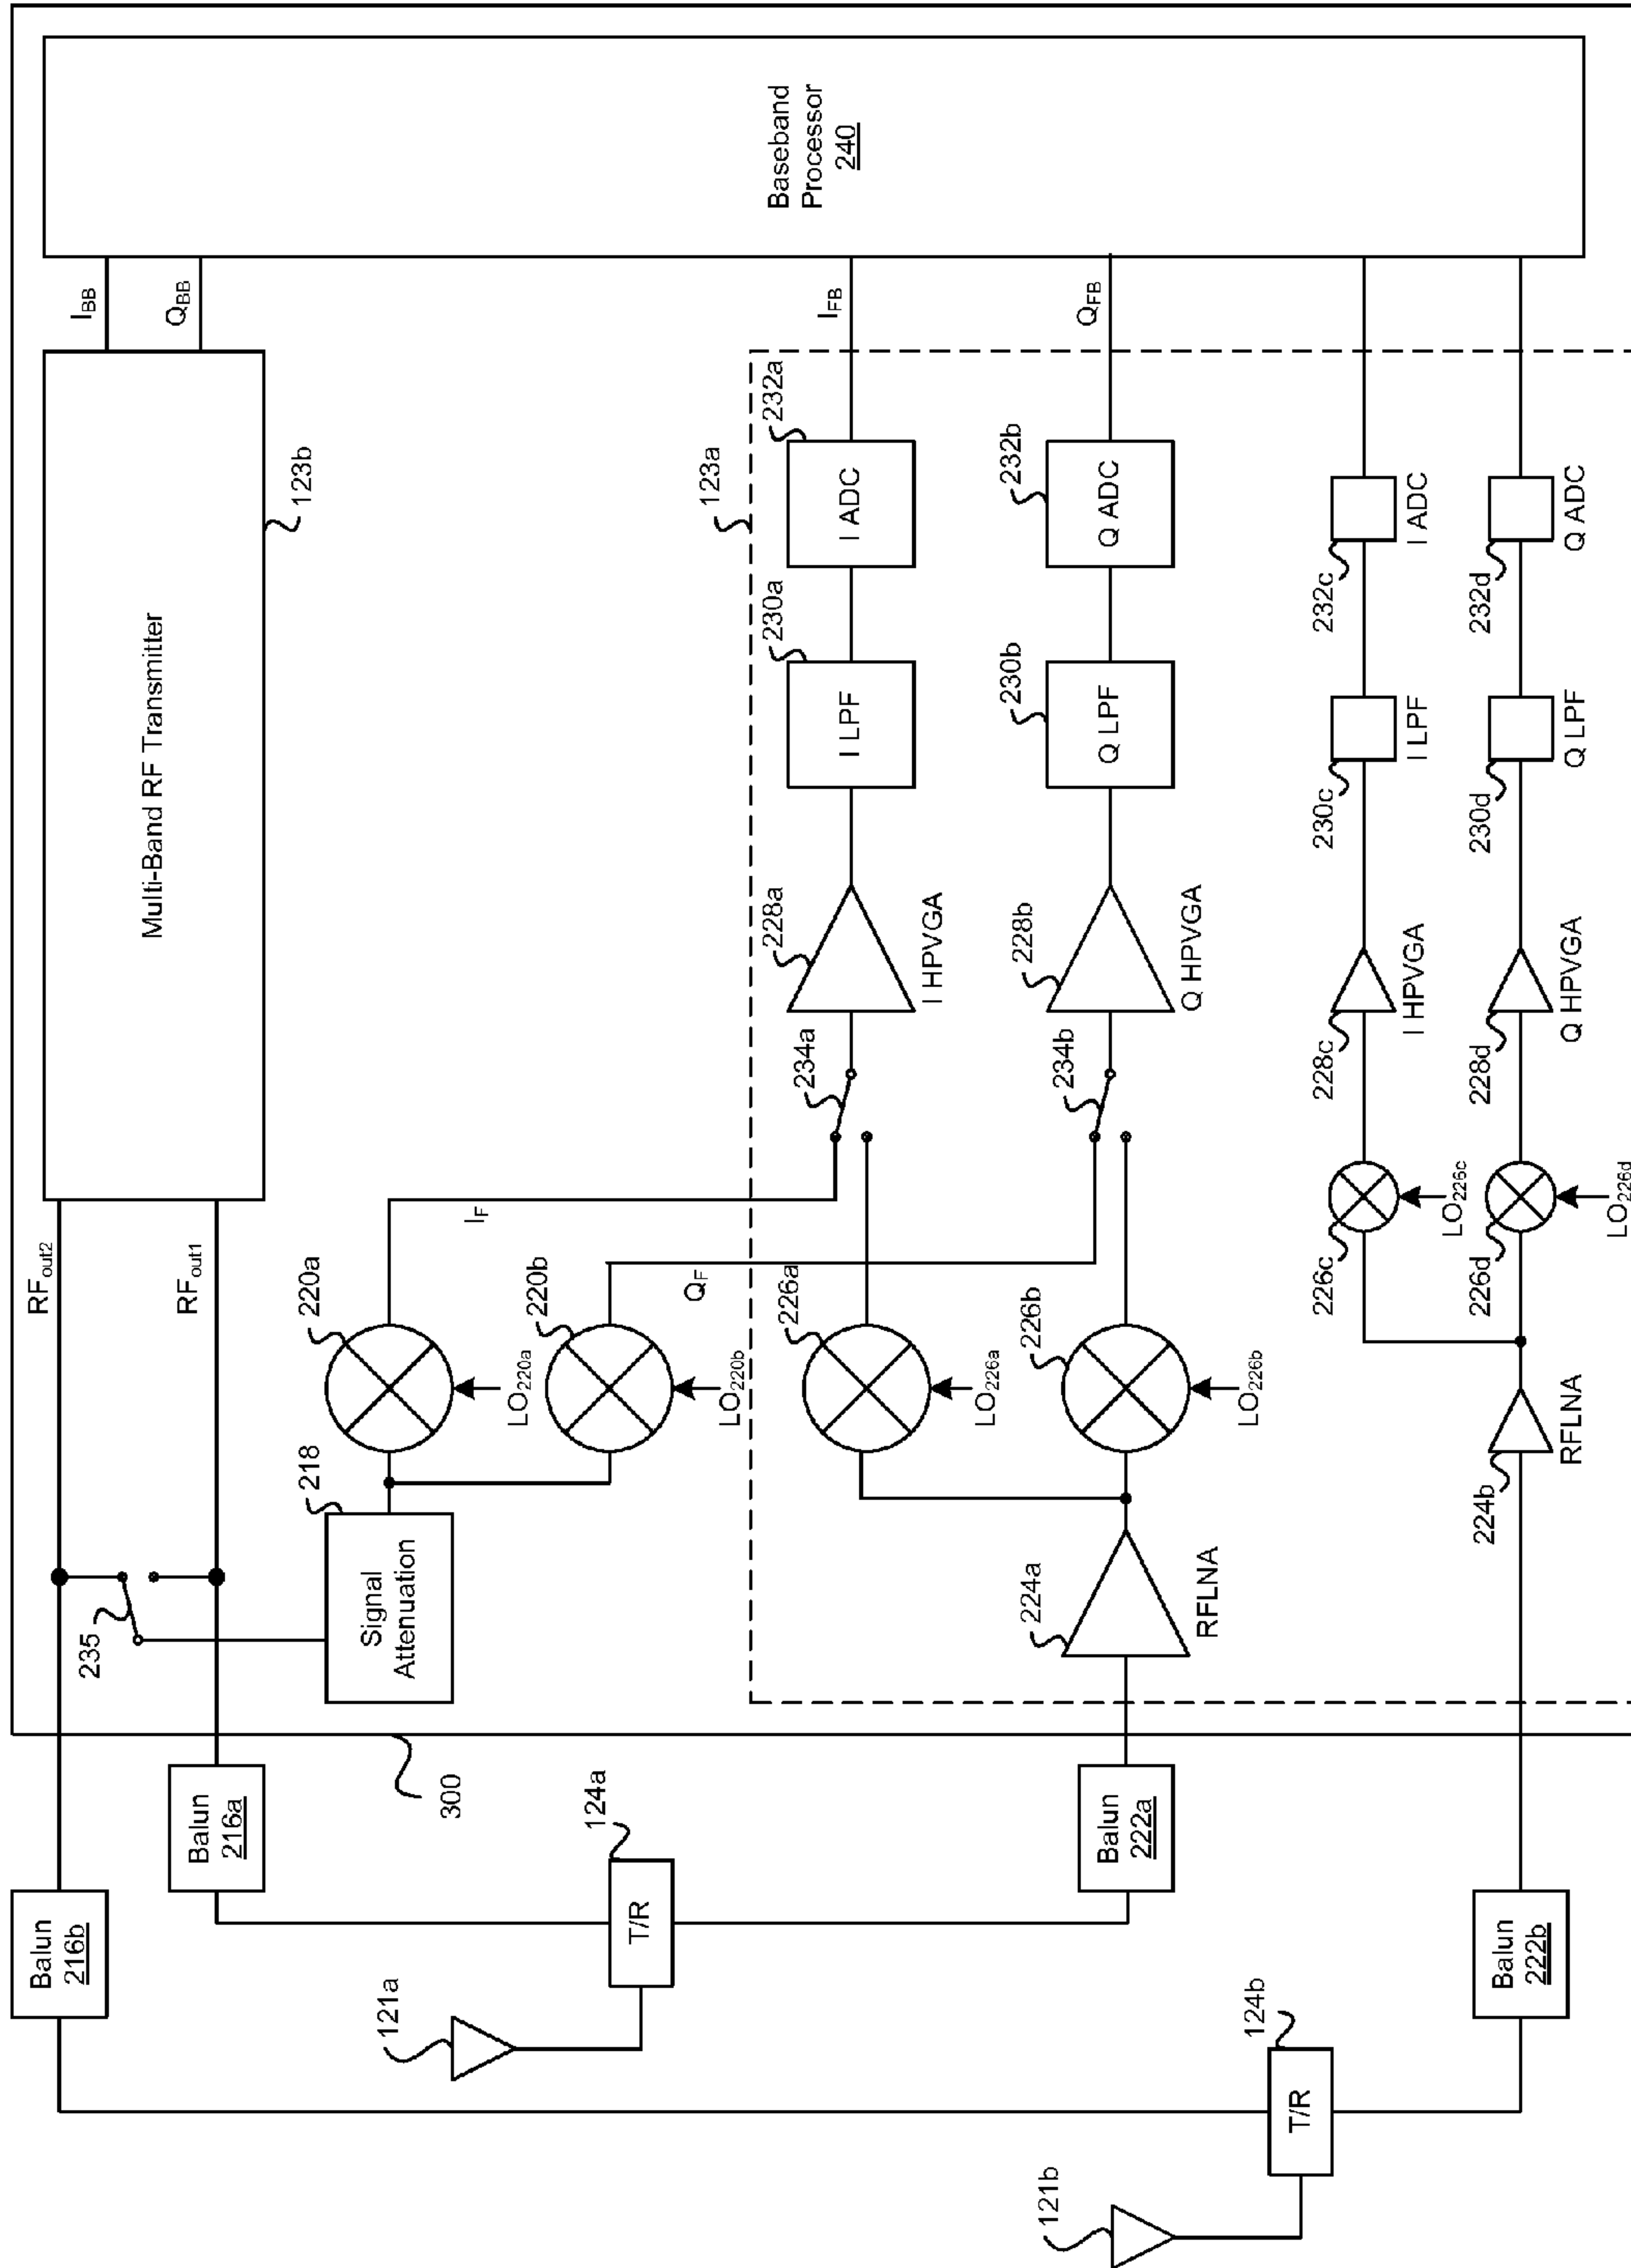 Baseband
Processor
240
I_BB
Q_BB
I_FB
Q_FB
Multi-Band RF Transmitter
123b
123a
232a
I ADC
232b
Q ADC
232c
I ADC
232d
Q ADC
230a
I LPF
230b
Q LPF
230c
I LPF
230d
Q LPF
228a
I HPVGA
228b
Q HPVGA
228c
I HPVGA
228d
Q HPVGA
234a
234b
RF_out2
RF_out1
I_F
Q_F
220a
LO_220a
220b
LO_220b
226a
LO_226a
226b
LO_226b
226c
LO_226c
226d
LO_226d
235
218
Signal
Attenuation
224a
RFLNA
224b
RFLNA
300
Balun
216b
Balun
216a
Balun
222a
Balun
222b
124a
T/R
124b
T/R
121a
121b